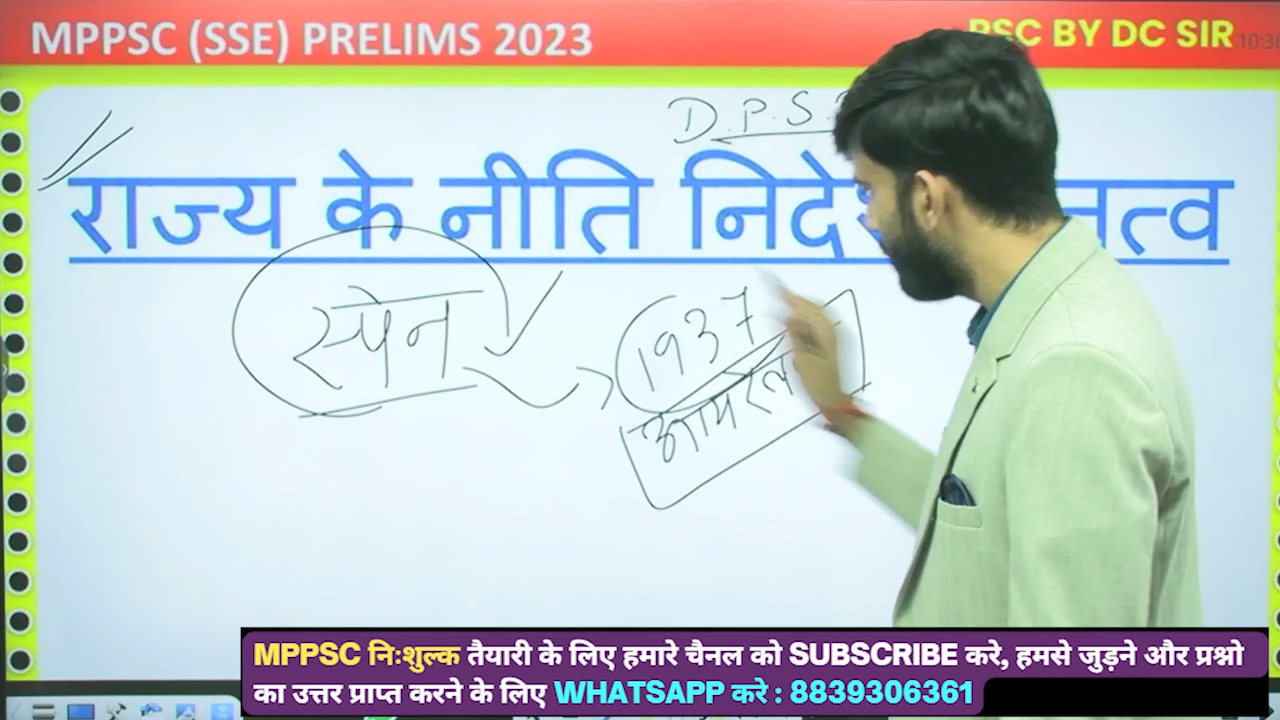 MPPSC (SSE) PRELIMS 2023
PSC BY DC SIR
D.P.S.
राज्य के नीति निदे
तत्व
स्पेन
1937
MPPSC निःशुल्क तैयारी के लिए हमारे चैनल को SUBSCRIBE करे, हमसे जुड़ने और प्रश्नो
का उत्तर प्राप्त करने के लिए WHATSAPP करे : 8839306361